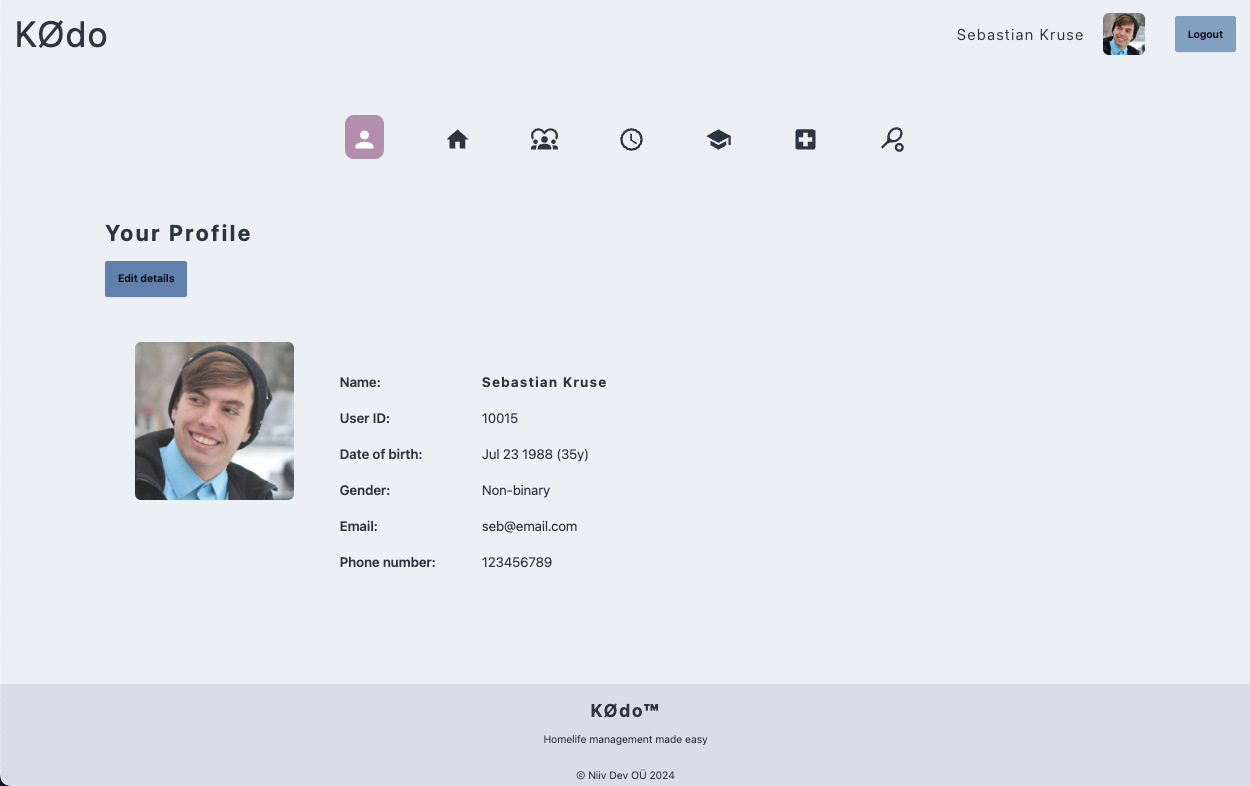 KØdo
Sebastian Kruse
Logout
Your Profile
Edit details
Name: Sebastian Kruse
User ID: 10015
Date of birth: Jul 23 1988 (35y)
Gender: Non-binary
Email: seb@email.com
Phone number: 123456789
KØdo™
Homelife management made easy
© Niiv Dev OÜ 2024